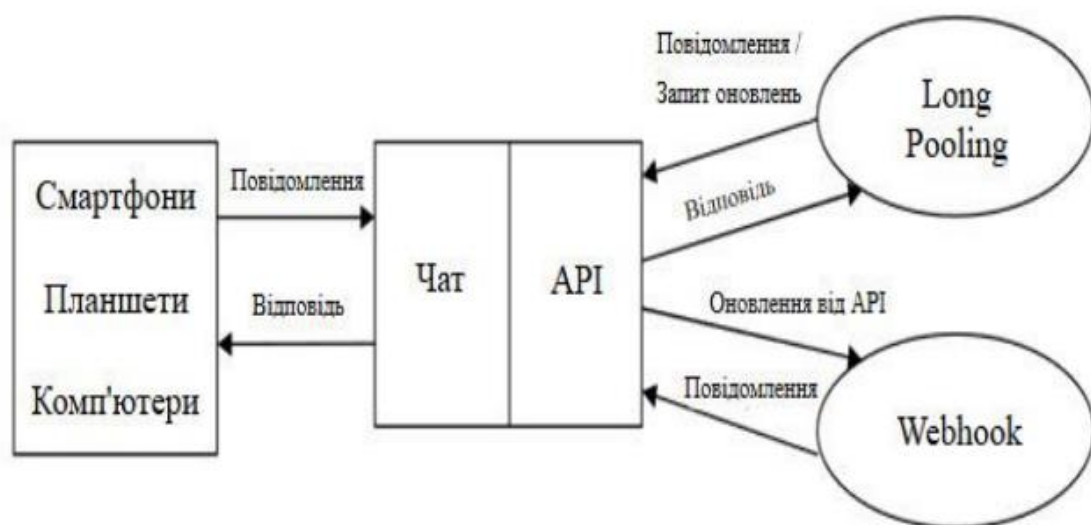 Повідомлення /
Запит оновлень
Long
Pooling
Смартфони
Повідомлення
Відповідь
Чат
API
Планшети
Відповідь
Оновлення від API
Комп'ютери
Повідомлення
Webhook